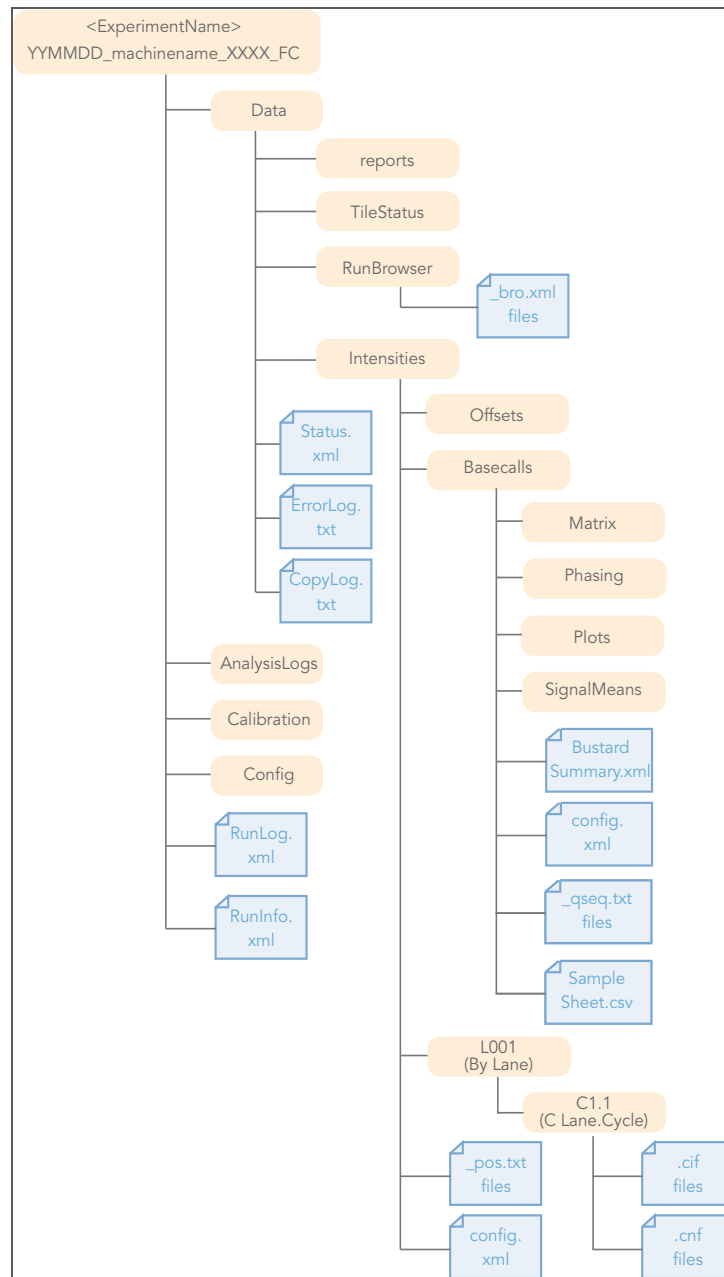 <ExperimentName>
YYMMDD_machinename_XXXX_FC
Data
reports
TileStatus
RunBrowser
_bro.xml
files
Intensities
Offsets
Status.
xml
Basecalls
ErrorLog.
txt
Matrix
CopyLog.
txt
Phasing
Plots
AnalysisLogs
SignalMeans
Calibration
Bustard
Summary.xml
Config
config.
xml
RunLog.
xml
_qseq.txt
files
RunInfo.
xml
Sample
Sheet.csv
L001
(By Lane)
C1.1
(C Lane.Cycle)
_pos.txt
files
.cif
files
config.
xml
.cnf
files